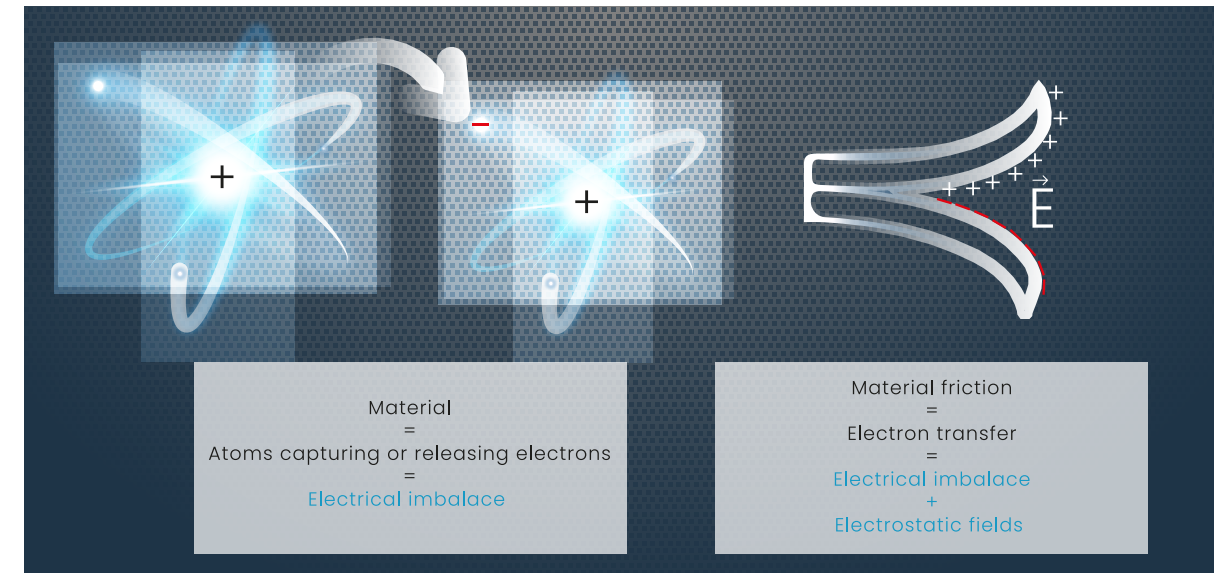 +
−
+
+ + + + + + + + +
E⃗
Material
=
Atoms capturing or releasing electrons
=
Electrical imbalace
Material friction
=
Electron transfer
=
Electrical imbalace
+
Electrostatic fields